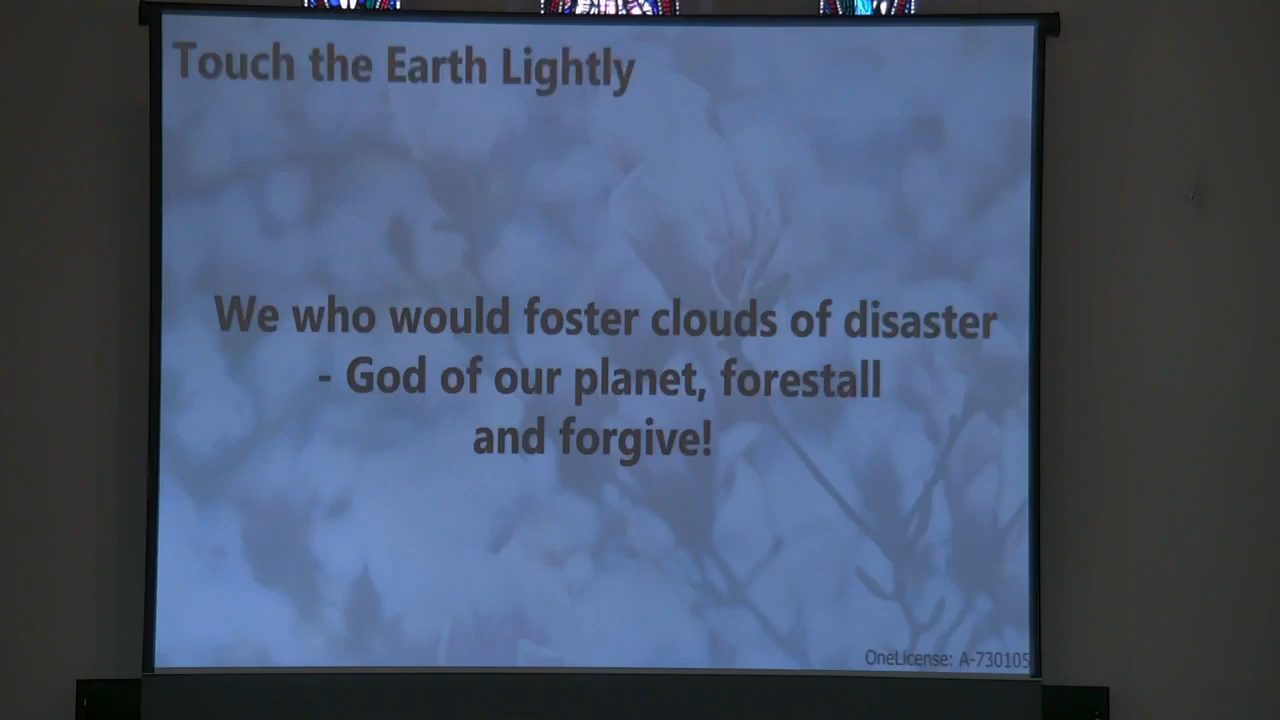 Touch the Earth Lightly
We who would foster clouds of disaster
- God of our planet, forestall
and forgive!
OneLicense: A-730105